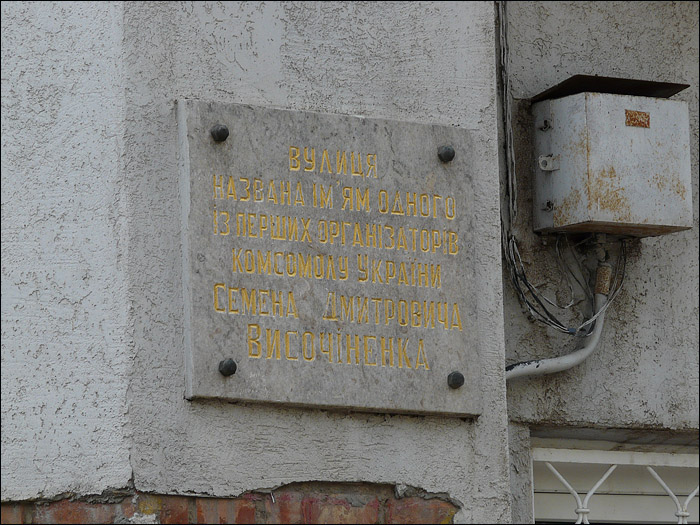 ВУЛИЦЯ
НАЗВАНА ІМ'ЯМ ОДНОГО
ІЗ ПЕРШИХ ОРГАНІЗАТОРІВ
КОМСОМОЛУ УКРАЇНИ
СЕМЕНА ДМИТРОВИЧА
ВИСОЧІНЕНКА